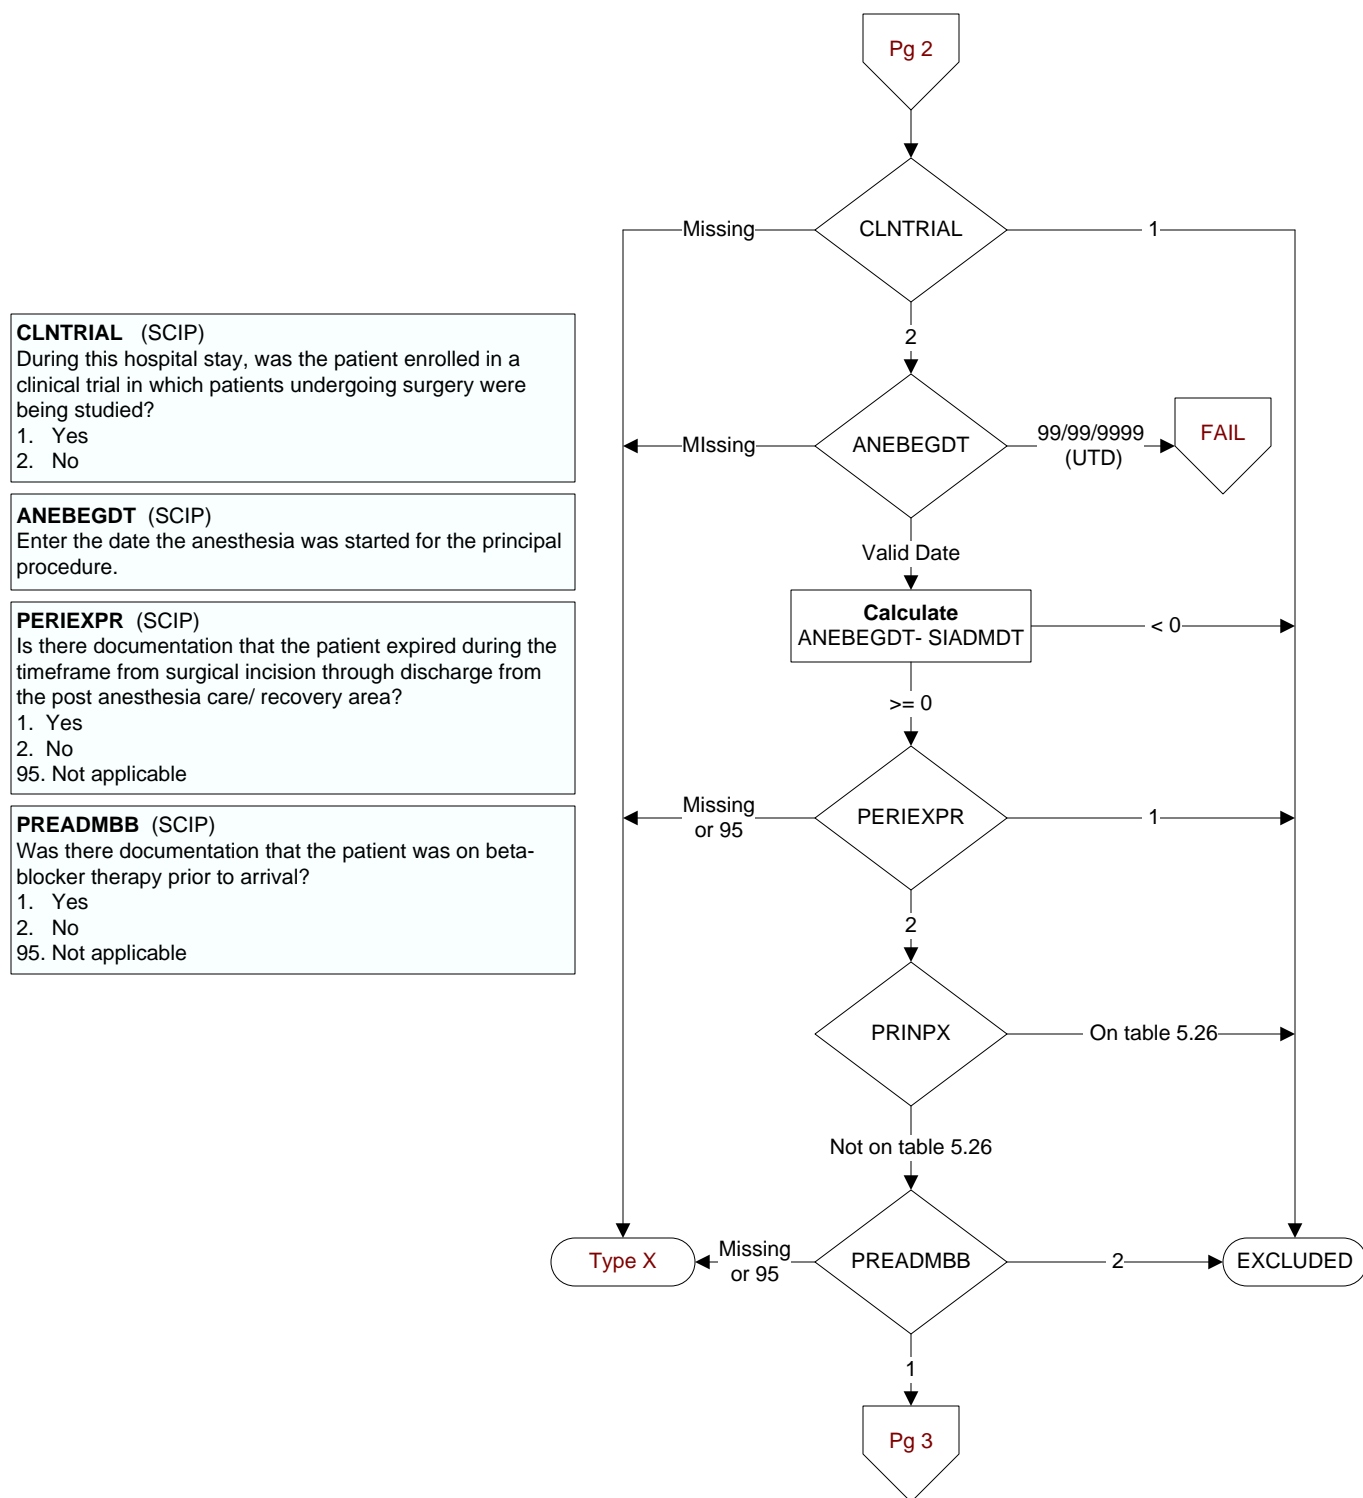 Pg 2
CLNTRIAL
Missing
1
2
CLNTRIAL (SCIP)
During this hospital stay, was the patient enrolled in a
clinical trial in which patients undergoing surgery were
being studied?
1. Yes
2. No
ANEBEGDT
MIssing
99/99/9999
(UTD)
FAIL
Valid Date
ANEBEGDT (SCIP)
Enter the date the anesthesia was started for the principal
procedure.
Calculate
ANEBEGDT- SIADMDT
< 0
>= 0
PERIEXPR (SCIP)
Is there documentation that the patient expired during the
timeframe from surgical incision through discharge from
the post anesthesia care/ recovery area?
1. Yes
2. No
95. Not applicable
PERIEXPR
Missing
or 95
1
2
PREADMBB (SCIP)
Was there documentation that the patient was on beta-
blocker therapy prior to arrival?
1. Yes
2. No
95. Not applicable
PRINPX
On table 5.26
Not on table 5.26
PREADMBB
Missing
or 95
Type X
2
EXCLUDED
1
Pg 3